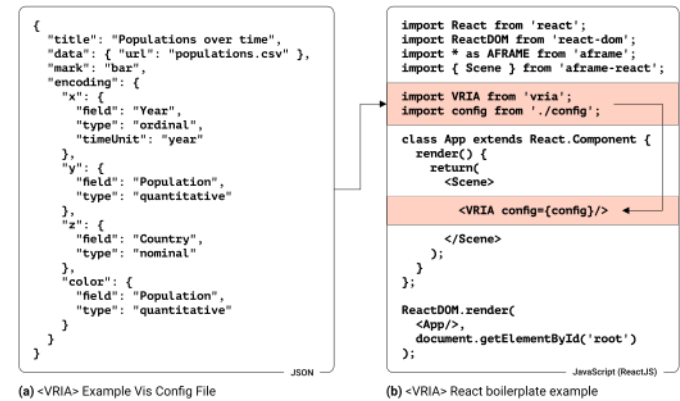 {
  "title": "Populations over time",
  "data": { "url": "populations.csv" },
  "mark": "bar",
  "encoding": {
    "x": {
      "field": "Year",
      "type": "ordinal",
      "timeUnit": "year"
    },
    "y": {
      "field": "Population",
      "type": "quantitative"
    },
    "z": {
      "field": "Country",
      "type": "nominal"
    },
    "color": {
      "field": "Population",
      "type": "quantitative"
    }
  }
}
JSON
(a) <VRIA> Example Vis Config File
import React from 'react';
import ReactDOM from 'react-dom';
import * as AFRAME from 'aframe';
import { Scene } from 'aframe-react';
import VRIA from 'vria';
import config from './config';
class App extends React.Component {
  render() {
    return(
      <Scene>
        <VRIA config={config}/>
      </Scene>
    );
  }
};
ReactDOM.render(
  <App/>,
  document.getElementById('root')
);
JavaScript (ReactJS)
(b) <VRIA> React boilerplate example